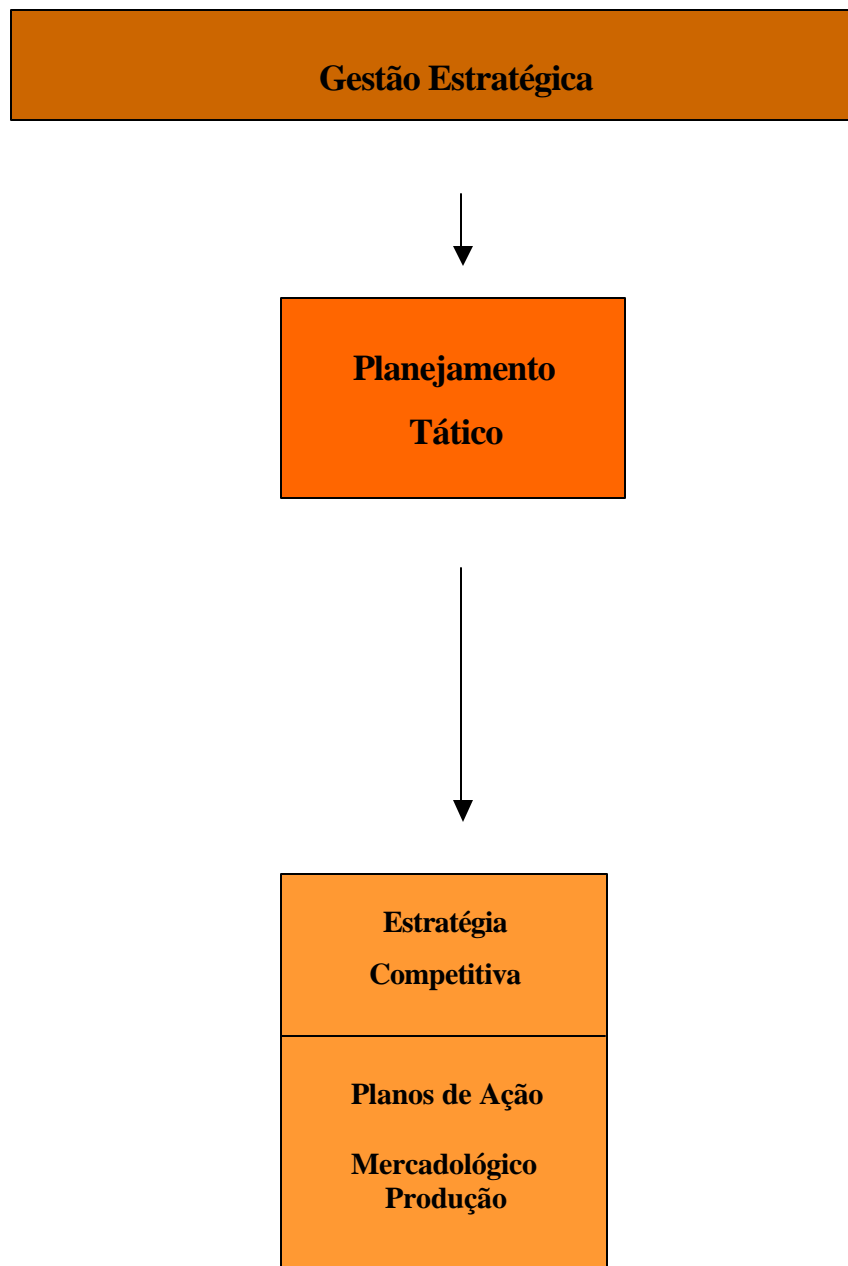 Gestão Estratégica
Planejamento
Tático
Estratégia
Competitiva
Planos de Ação
Mercadológico
Produção